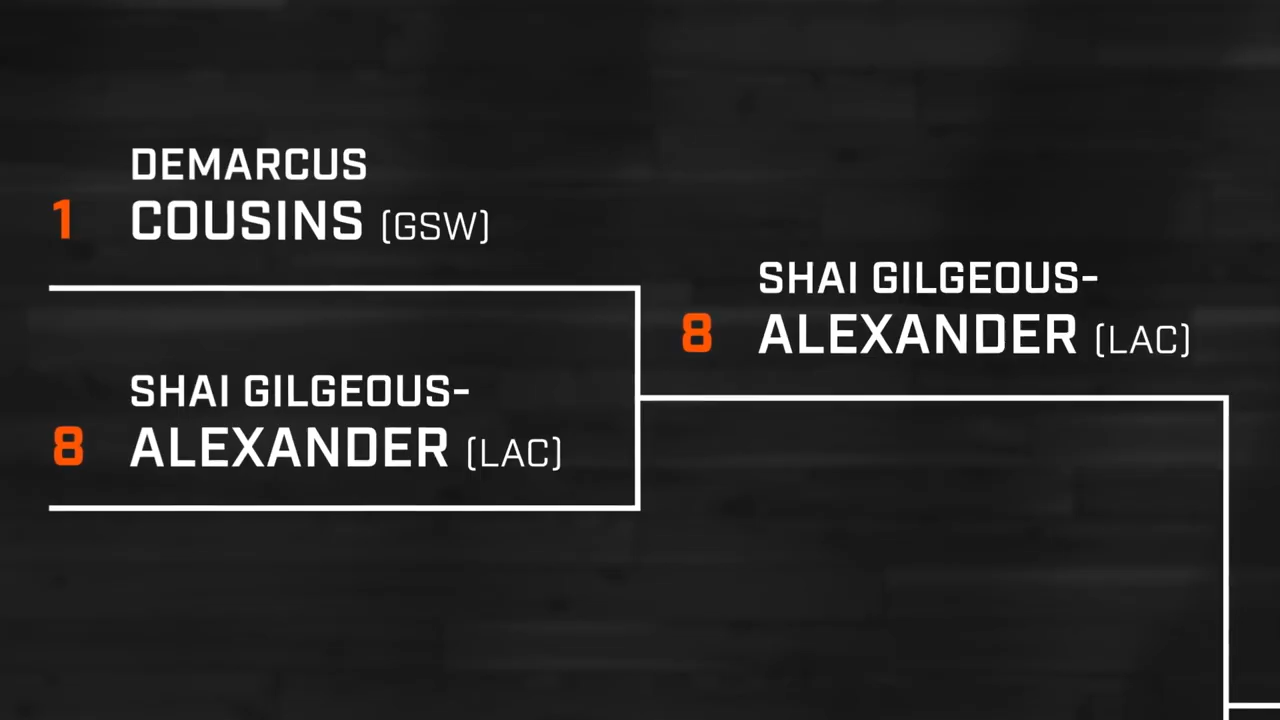 DEMARCUS
1 COUSINS (GSW)
SHAI GILGEOUS-
8 ALEXANDER (LAC)
SHAI GILGEOUS-
8 ALEXANDER (LAC)